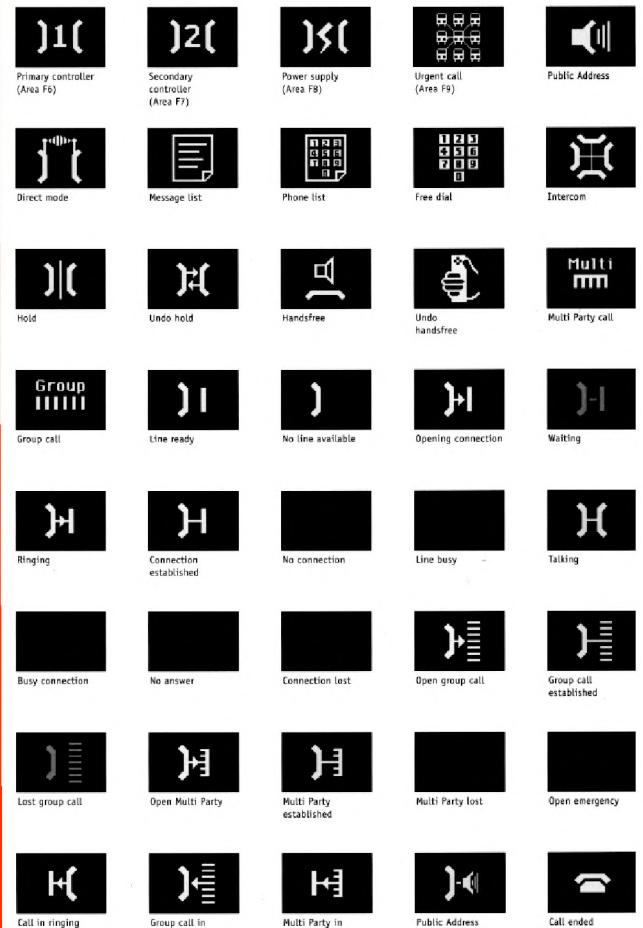 1
2
Primary controller
(Area F6)
Secondary
controller
(Area F7)
Power supply
(Area F8)
Urgent call
(Area F9)
Public Address
1 2 3
4 5 6
7 8 9
0
1 2 3
+ 5 6
7 8 9
0
Direct mode
Message list
Phone list
Free dial
Intercom
Multi
Hold
Undo hold
Handsfree
Undo
handsfree
Multi Party call
Group
Group call
Line ready
No line available
Opening connection
Waiting
Ringing
Connection
established
No connection
Line busy
Talking
Busy connection
No answer
Connection lost
Open group call
Group call
established
Lost group call
Open Multi Party
Multi Party
established
Multi Party lost
Open emergency
Call in ringing
Group call in
Multi Party in
Public Address
Call ended